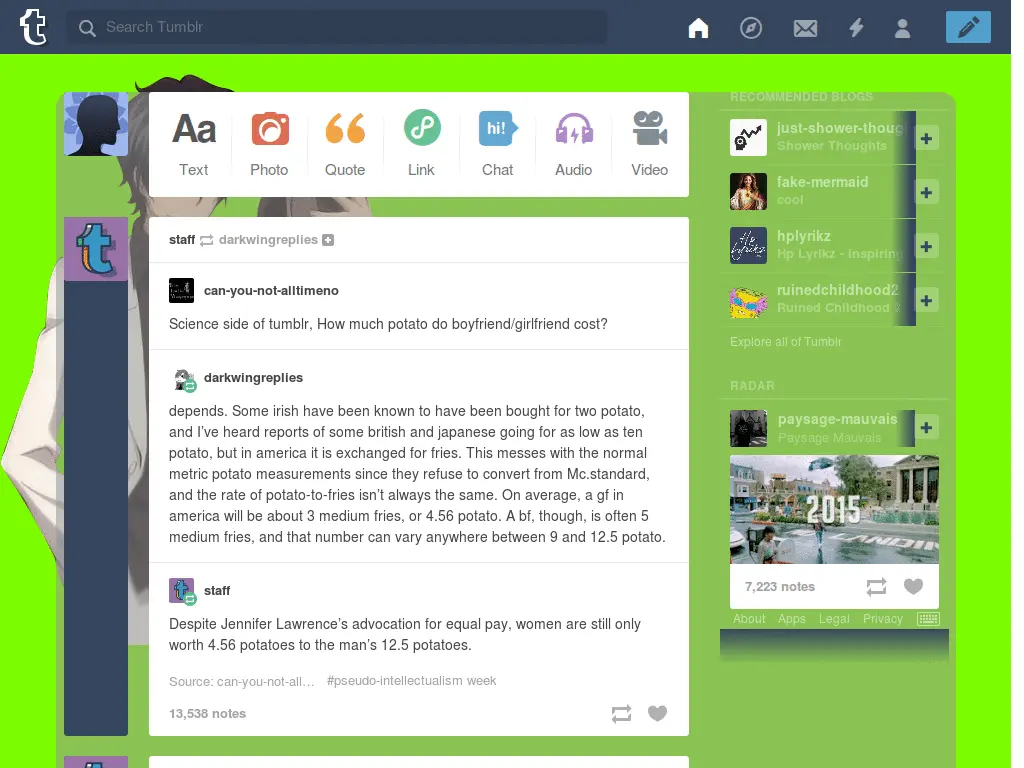 Search Tumblr
Aa
hi!
Text Photo Quote Link Chat Audio Video
staff darkwingreplies
can-you-not-alltimeno
Science side of tumblr, How much potato do boyfriend/girlfriend cost?
darkwingreplies
depends. Some irish have been known to have been bought for two potato,
and I've heard reports of some british and japanese going for as low as ten
potato, but in america it is exchanged for fries. This messes with the normal
metric potato measurements since they refuse to convert from Mc.standard,
and the rate of potato-to-fries isn't always the same. On average, a gf in
america will be about 3 medium fries, or 4.56 potato. A bf, though, is often 5
medium fries, and that number can vary anywhere between 9 and 12.5 potato.
staff
Despite Jennifer Lawrence's advocation for equal pay, women are still only
worth 4.56 potatoes to the man's 12.5 potatoes.
Source: can-you-not-all… #pseudo-intellectualism week
13,538 notes
RECOMMENDED BLOGS
just-shower-thoug
Shower Thoughts
fake-mermaid
cool
hplyrikz
Hp Lyrikz - Inspiring
ruinedchildhood2
Ruined Childhood
Explore all of Tumblr
RADAR
paysage-mauvais
Paysage Mauvais
2015
LANDIN
7,223 notes
About Apps Legal Privacy